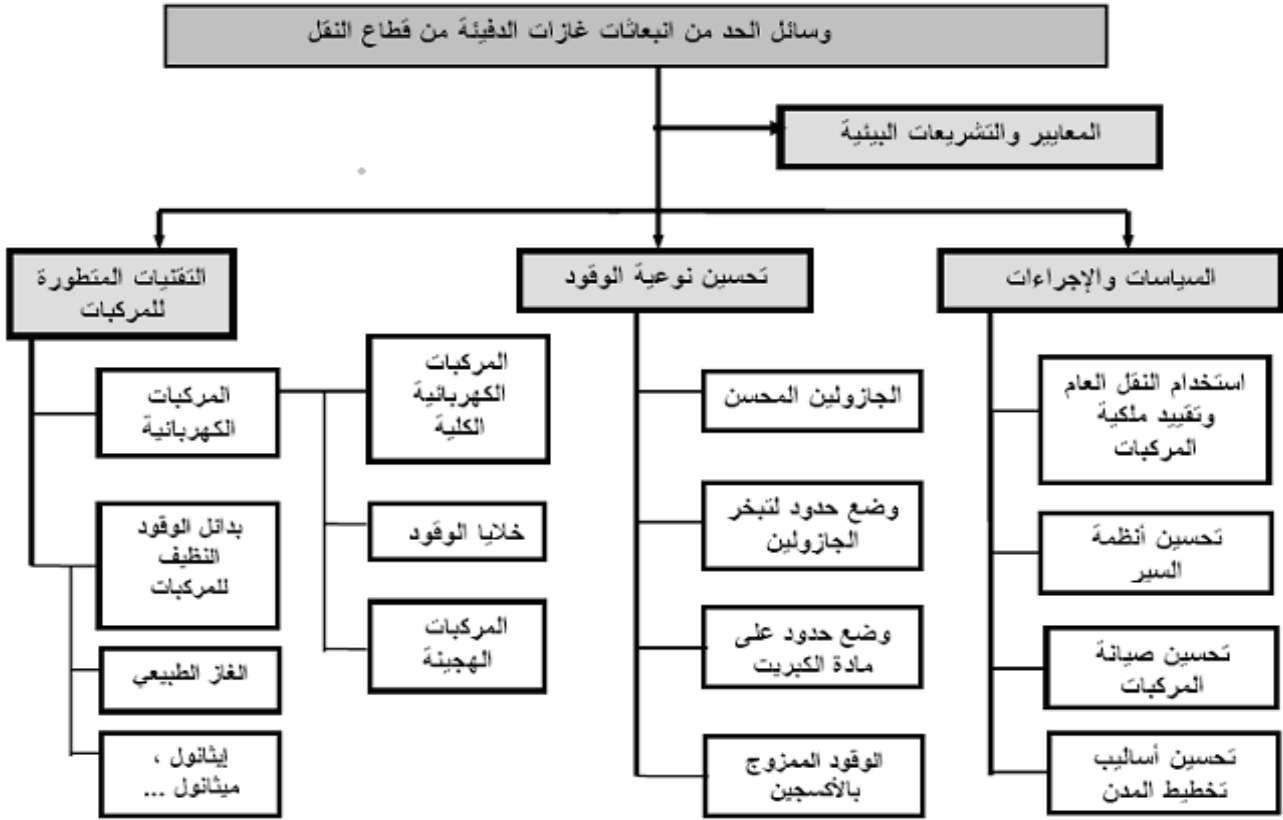 وسائل الحد من انبعاثات غازات الدفيئة من قطاع النقل
المعايير والتشريعات البيئية
السياسات والإجراءات
استخدام النقل العام
وتقييد ملكية
المركبات
تحسين أنظمة
السير
تحسين صيانة
المركبات
تحسين أساليب
تخطيط المدن
تحسين نوعية الوقود
الجازولين المحسن
وضع حدود لتبخر
الجازولين
وضع حدود على
مادة الكبريت
الوقود الممزوج
بالأكسجين
التقنيات المتطورة
للمركبات
المركبات
الكهربائية
المركبات
الكهربائية
الكلية
خلايا الوقود
المركبات
الهجينة
بدائل الوقود
النظيف
للمركبات
الغاز الطبيعي
إيثانول ،
ميثانول ...